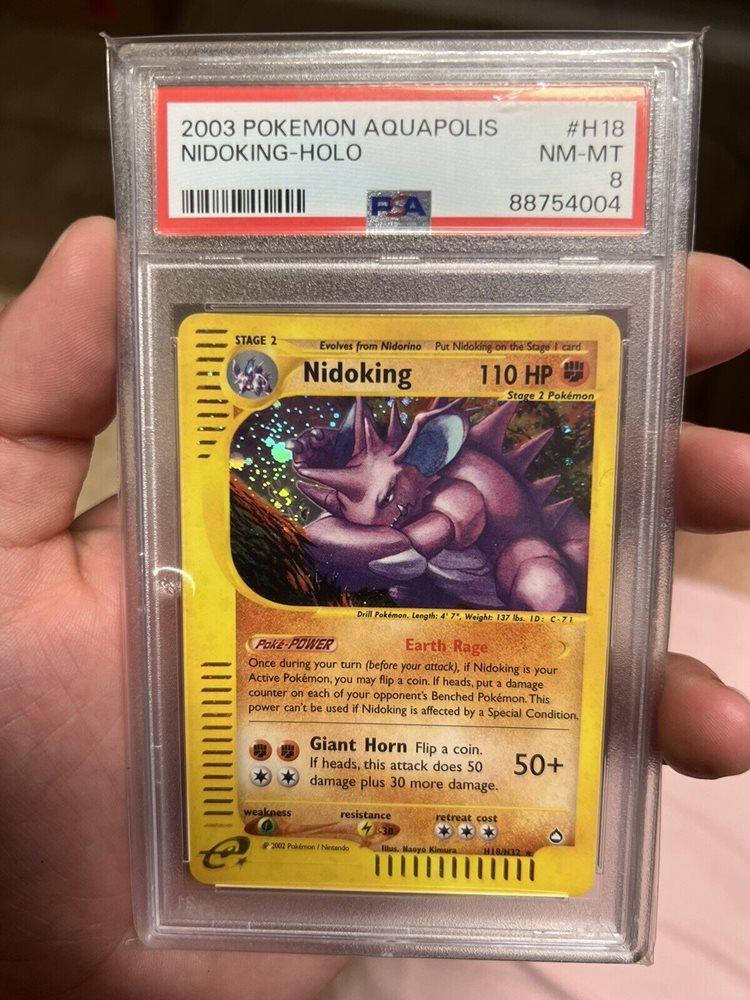 2003 POKEMON AQUAPOLIS #H18
NIDOKING-HOLO NM-MT
8
PSA 88754004
STAGE 2 Evolves from Nidorino Put Nidoking on the Stage 1 card
Nidoking 110 HP
Stage 2 Pokémon
Drill Pokémon. Length: 4' 7", Weight: 137 lbs. ID: C-71
Poké-POWER Earth Rage
Once during your turn (before your attack), if Nidoking is your
Active Pokémon, you may flip a coin. If heads, put a damage
counter on each of your opponent's Benched Pokémon. This
power can't be used if Nidoking is affected by a Special Condition.
Giant Horn Flip a coin.
If heads, this attack does 50
damage plus 30 more damage.
50+
weakness resistance retreat cost
-30
e
© 2002 Pokémon / Nintendo Illus. Naoyo Kimura H18/H32 ★